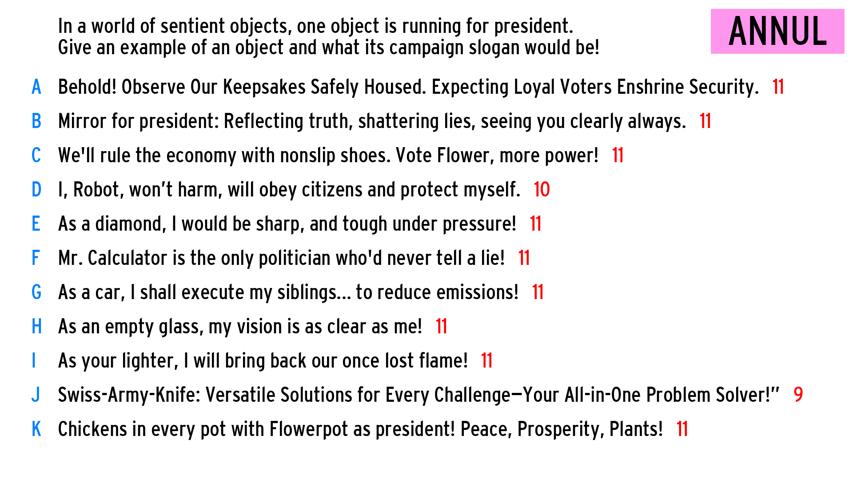 In a world of sentient objects, one object is running for president.
Give an example of an object and what its campaign slogan would be!
ANNUL
A Behold! Observe Our Keepsakes Safely Housed. Expecting Loyal Voters Enshrine Security. 11
B Mirror for president: Reflecting truth, shattering lies, seeing you clearly always. 11
C We'll rule the economy with nonslip shoes. Vote Flower, more power! 11
D I, Robot, won’t harm, will obey citizens and protect myself. 10
E As a diamond, I would be sharp, and tough under pressure! 11
F Mr. Calculator is the only politician who'd never tell a lie! 11
G As a car, I shall execute my siblings... to reduce emissions! 11
H As an empty glass, my vision is as clear as me! 11
I As your lighter, I will bring back our once lost flame! 11
J Swiss-Army-Knife: Versatile Solutions for Every Challenge—Your All-in-One Problem Solver!” 9
K Chickens in every pot with Flowerpot as president! Peace, Prosperity, Plants! 11